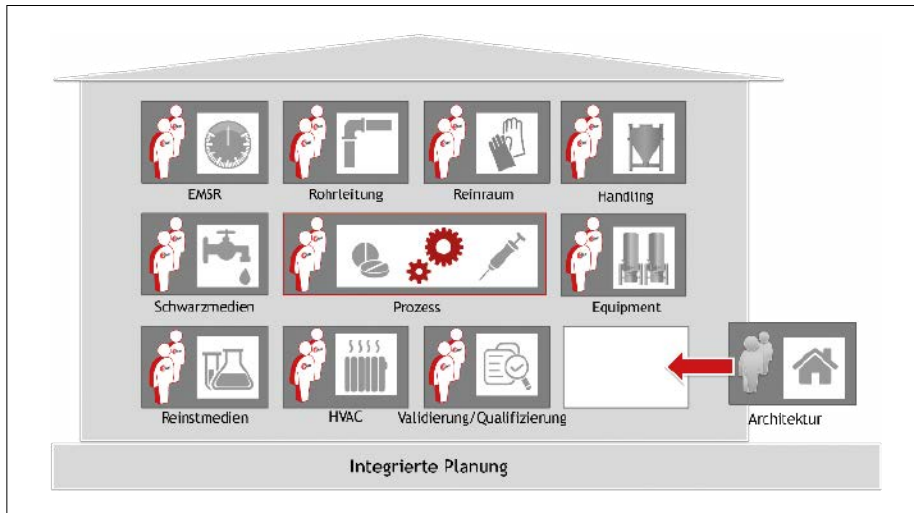 EMSR
Rohrleitung
Reinraum
Handling
Schwarzmedien
Prozess
Equipment
Reinstmedien
HVAC
Validierung/Qualifizierung
Architektur
Integrierte Planung